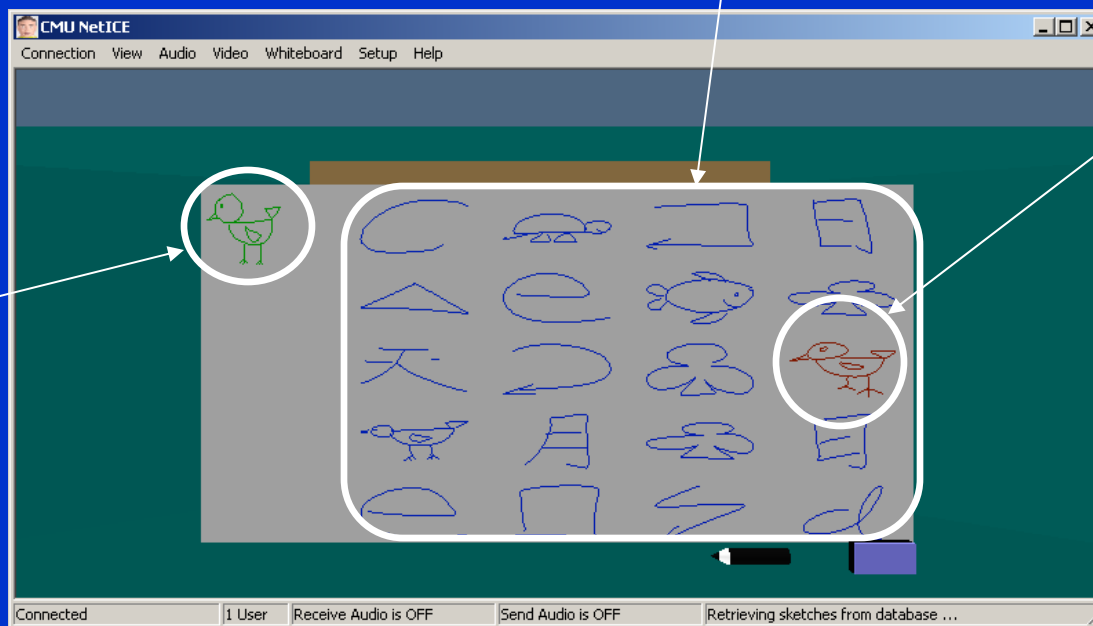 CMU NetICE
Connection View Audio Video Whiteboard Setup Help
e
天
月
Connected 1 User Receive Audio is OFF Send Audio is OFF Retrieving sketches from database ...